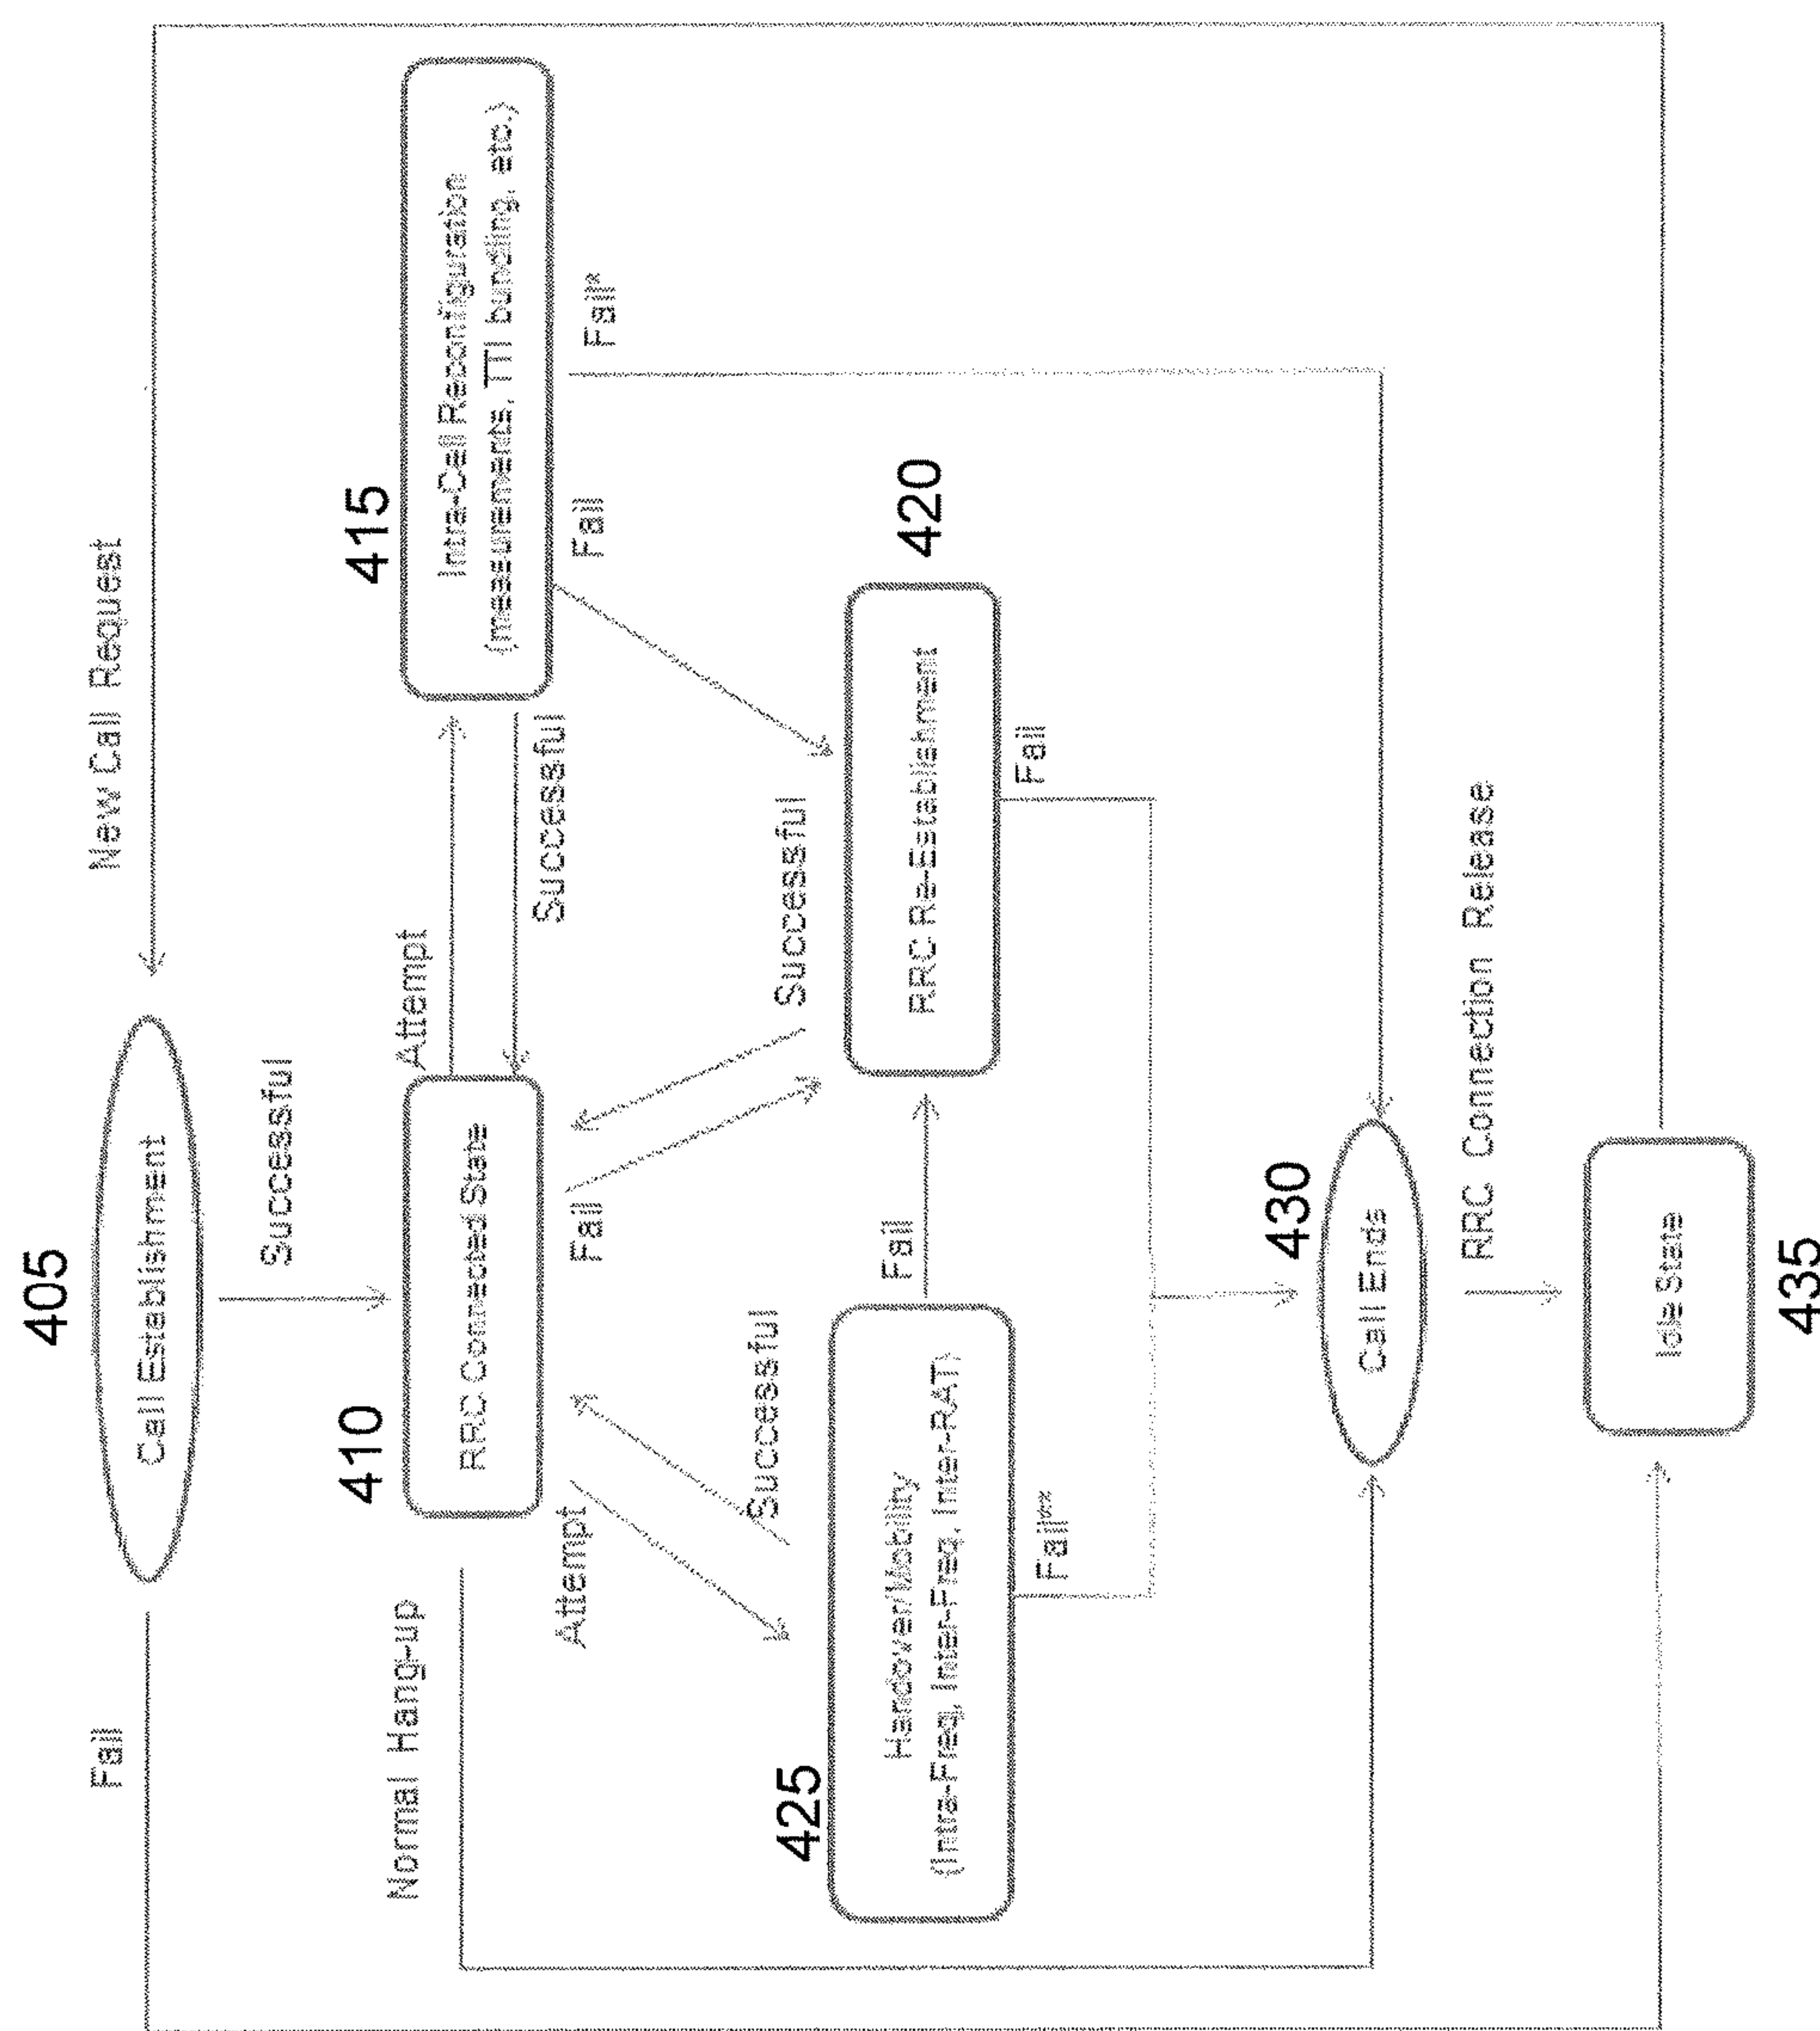 405
Call Establishment
Fail
New Call Request
Successful
410
RRC Connected State
Attempt
Successful
415
Intra-Cell Reconfiguration
(measurements, TTI bundling, etc.)
Normal Hang-up
Attempt
Successful
Fail
Successful
Fail
Fail*
425
Handover/Mobility
(Intra-Freq, Inter-Freq, Inter-RAT)
Fail
RRC Re-Establishment
420
Fail**
Fail
430
Call Ends
RRC Connection Release
Idle State
435